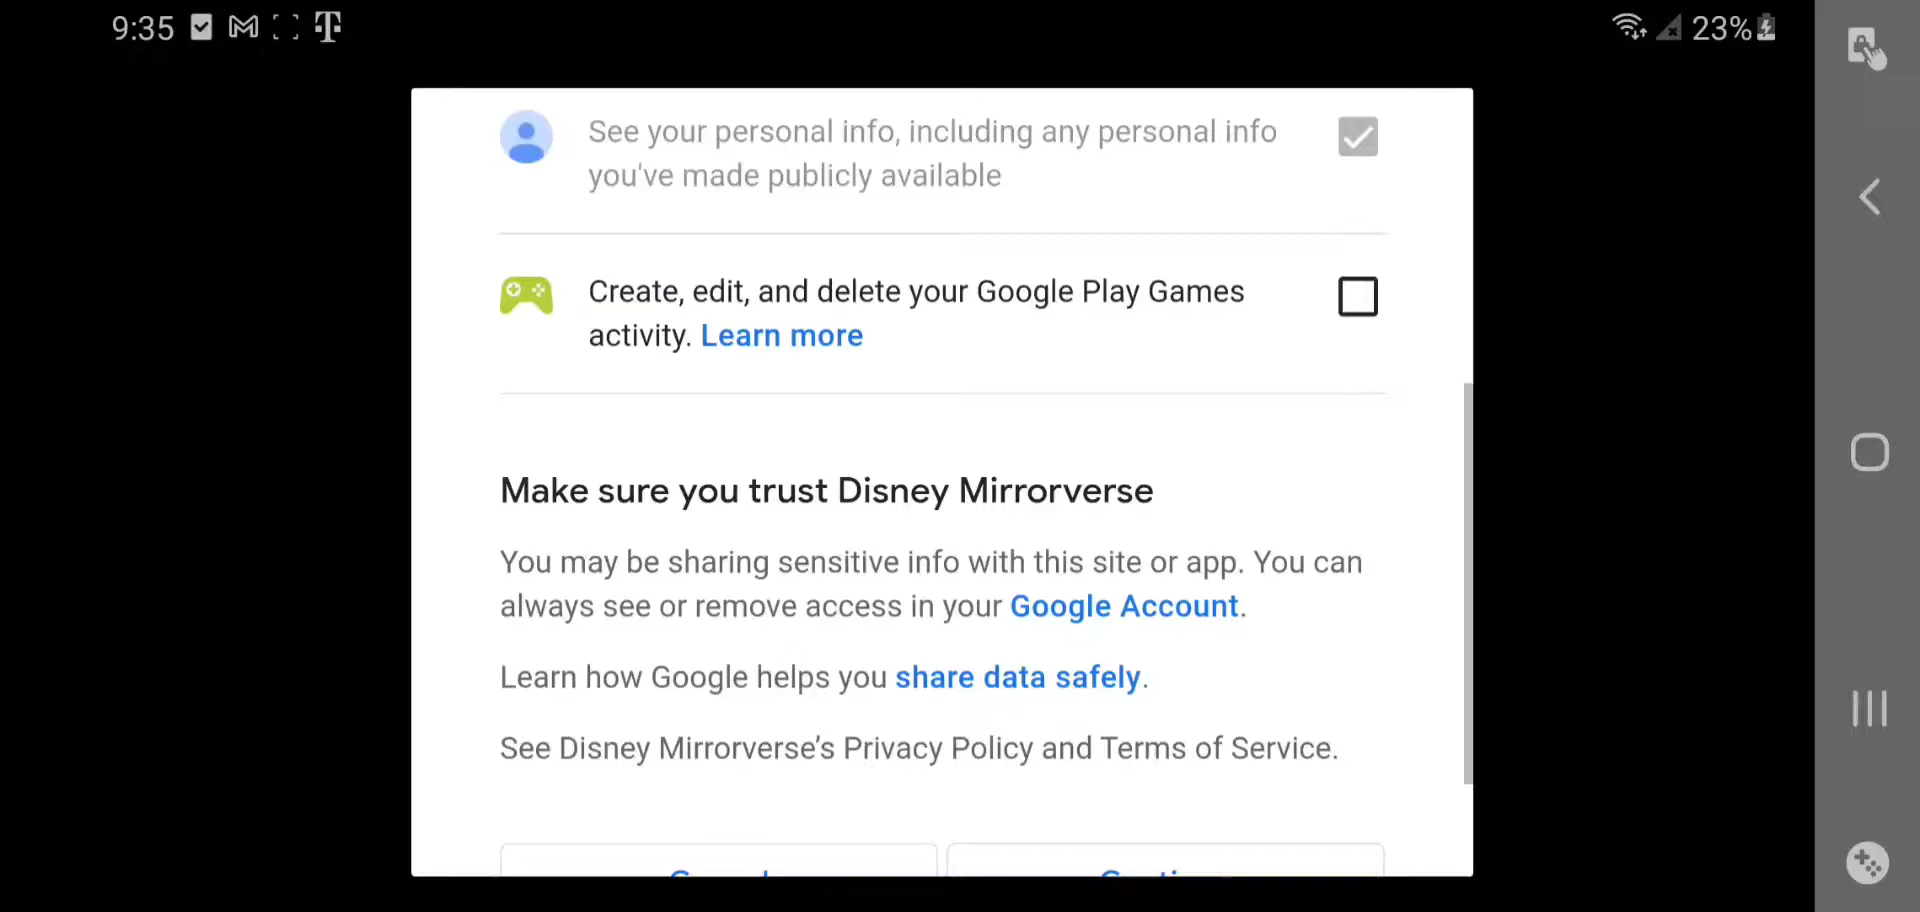 9:35
23%
See your personal info, including any personal info
you've made publicly available
Create, edit, and delete your Google Play Games
activity. Learn more
Make sure you trust Disney Mirrorverse
You may be sharing sensitive info with this site or app. You can
always see or remove access in your Google Account.
Learn how Google helps you share data safely.
See Disney Mirrorverse’s Privacy Policy and Terms of Service.